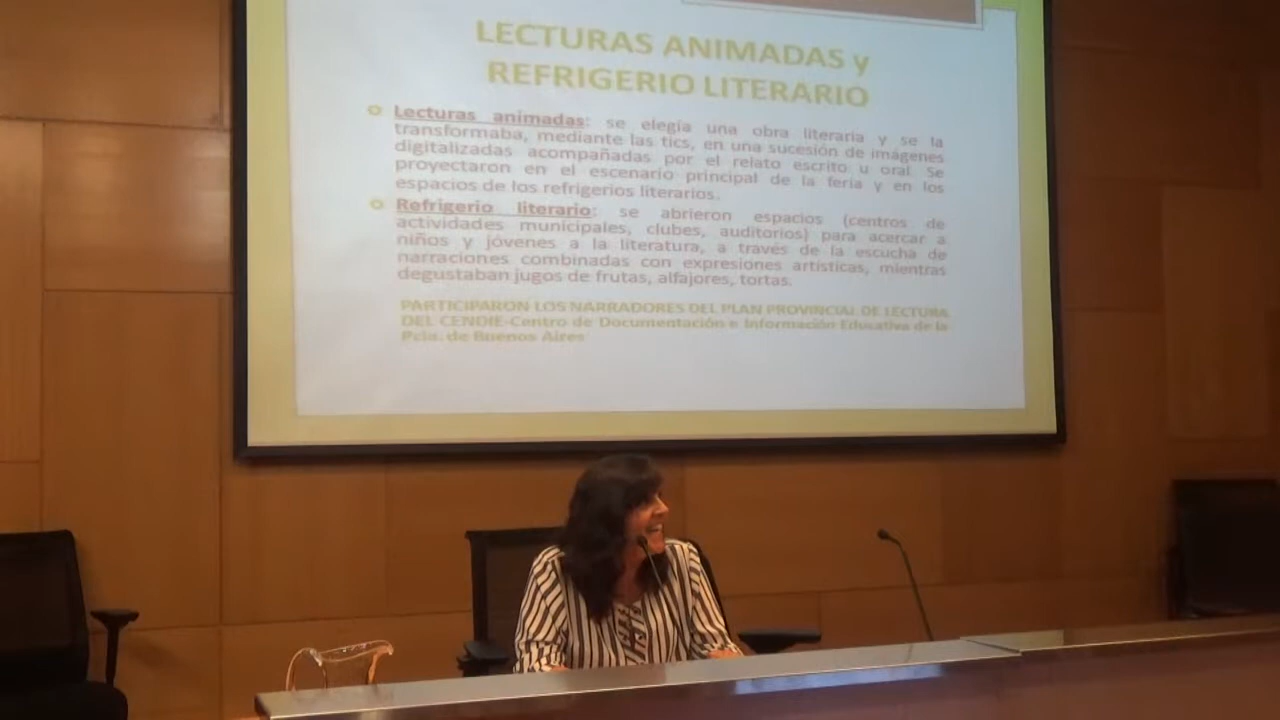 LECTURAS ANIMADAS y
REFRIGERIO LITERARIO
Lecturas animadas: se elegía una obra literaria y se la
transformaba, mediante las tics, en una sucesión de imágenes
digitalizadas acompañadas por el relato escrito u oral. Se
proyectaron en el escenario principal de la feria y en los
espacios de los refrigerios literarios.
Refrigerio literario: se abrieron espacios (centros de
actividades municipales, clubes, auditorios) para acercar a
niños y jóvenes a la literatura, a través de la escucha de
narraciones combinadas con expresiones artísticas, mientras
degustaban jugos de frutas, alfajores, tortas.
PARTICIPARON LOS NARRADORES DEL PLAN PROVINCIAL DE LECTURA
DEL CENDIE-Centro de Documentación e Información Educativa de la
Pcia. de Buenos Aires